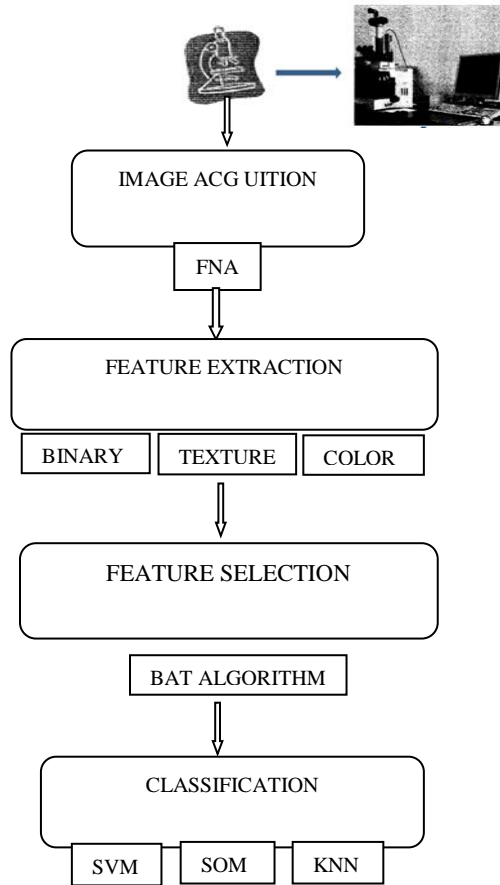 IMAGE ACG UITION
FNA
FEATURE EXTRACTION
BINARY TEXTURE COLOR
FEATURE SELECTION
BAT ALGORITHM
CLASSIFICATION
SVM SOM KNN